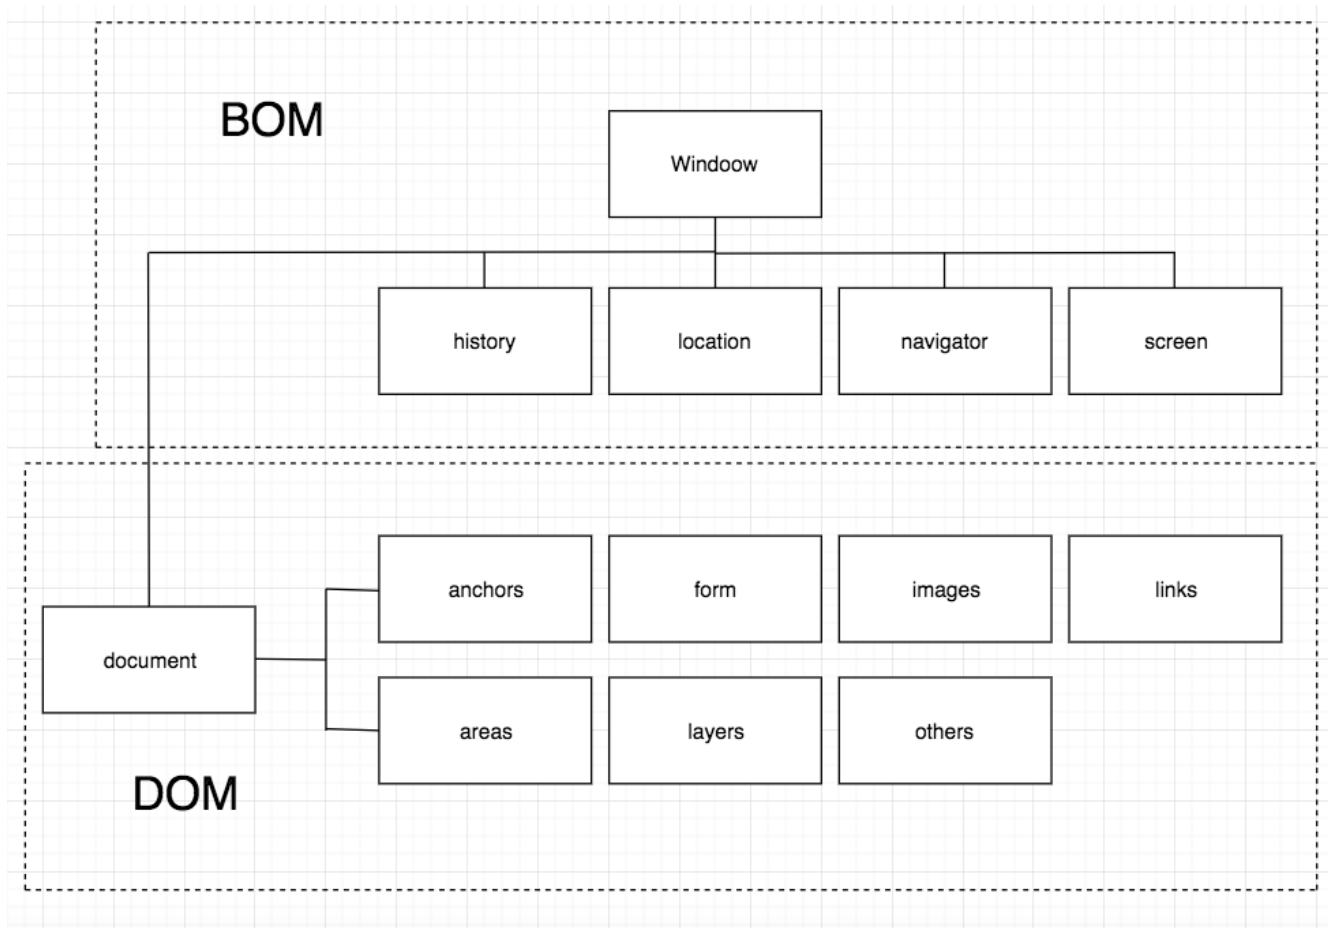 BOM
Windoow
history
location
navigator
screen
anchors
form
images
links
document
areas
layers
others
DOM